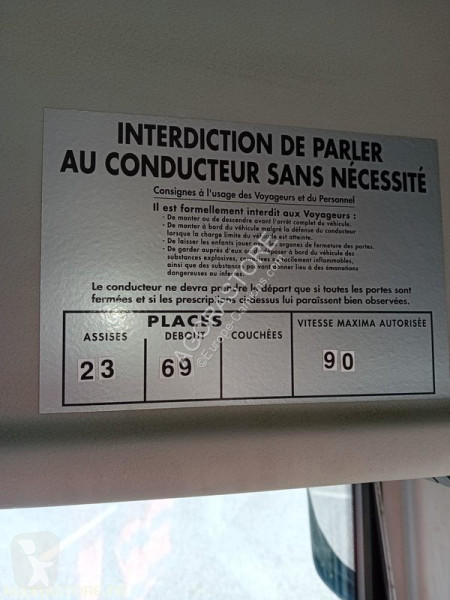 INTERDICTION DE PARLER
AU CONDUCTEUR SANS NÉCESSITÉ
Consignes à l'usage des Voyageurs et du Personnel
Il est formellement interdit aux Voyageurs :
- De monter ou de descendre avant l'arrêt complet du véhicule.
- De monter à bord du véhicule malgré la défense du conducteur
lorsque la charge limite du véhicule est atteinte.
- De laisser les enfants jouer avec les organes de fermeture des portes.
- De garder auprès d'eux ou de déposer à bord du véhicule des
substances explosives, ou facilement inflammables,
ainsi que des substances pouvant donner lieu à des émanations
dangereuses ou infectes.
Le conducteur ne devra prendre le départ que si toutes les portes sont
fermées et si les prescriptions ci-dessus lui paraissent bien observées.
PLACES
ASSISES DEBOUT COUCHÉES VITESSE MAXIMA AUTORISÉE
23 69 90
AGRISTORE
©Europe-Camions.com